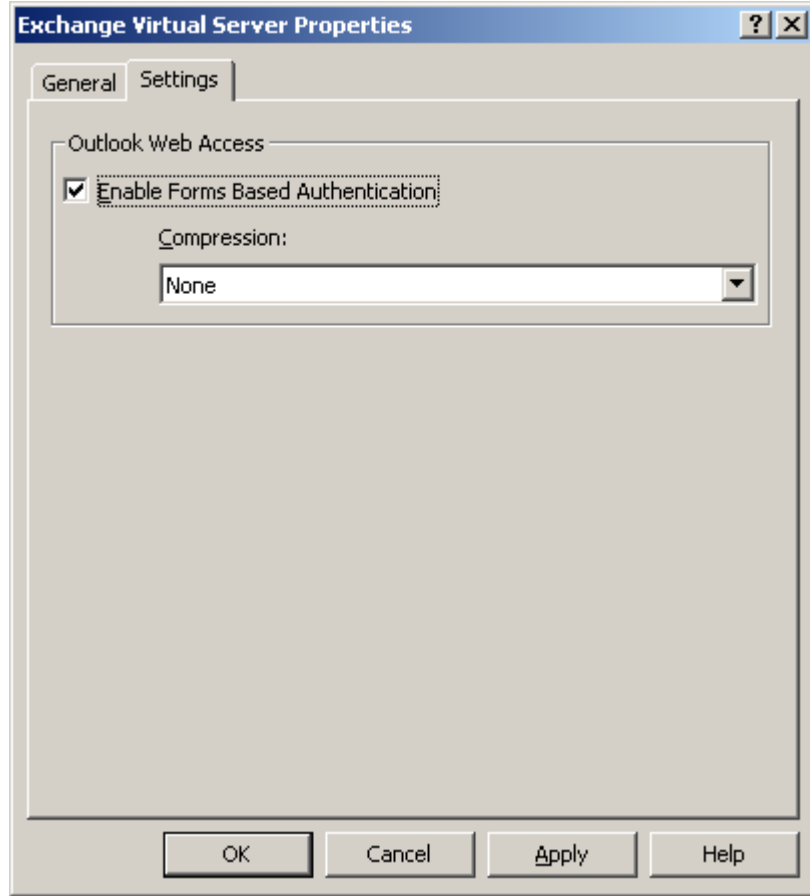 Exchange Virtual Server Properties
General Settings
Outlook Web Access
Enable Forms Based Authentication
Compression:
None
OK Cancel Apply Help